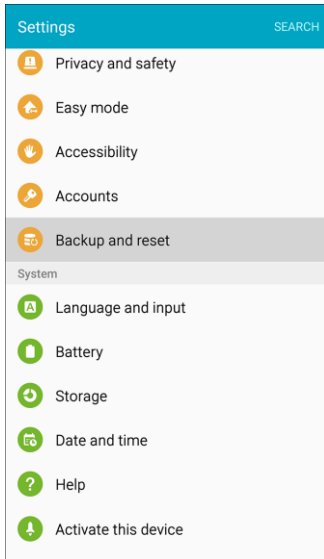 Settings
SEARCH
Privacy and safety
Easy mode
Accessibility
Accounts
Backup and reset
System
A
Language and input
Battery
Storage
Date and time
?
Help
Activate this device